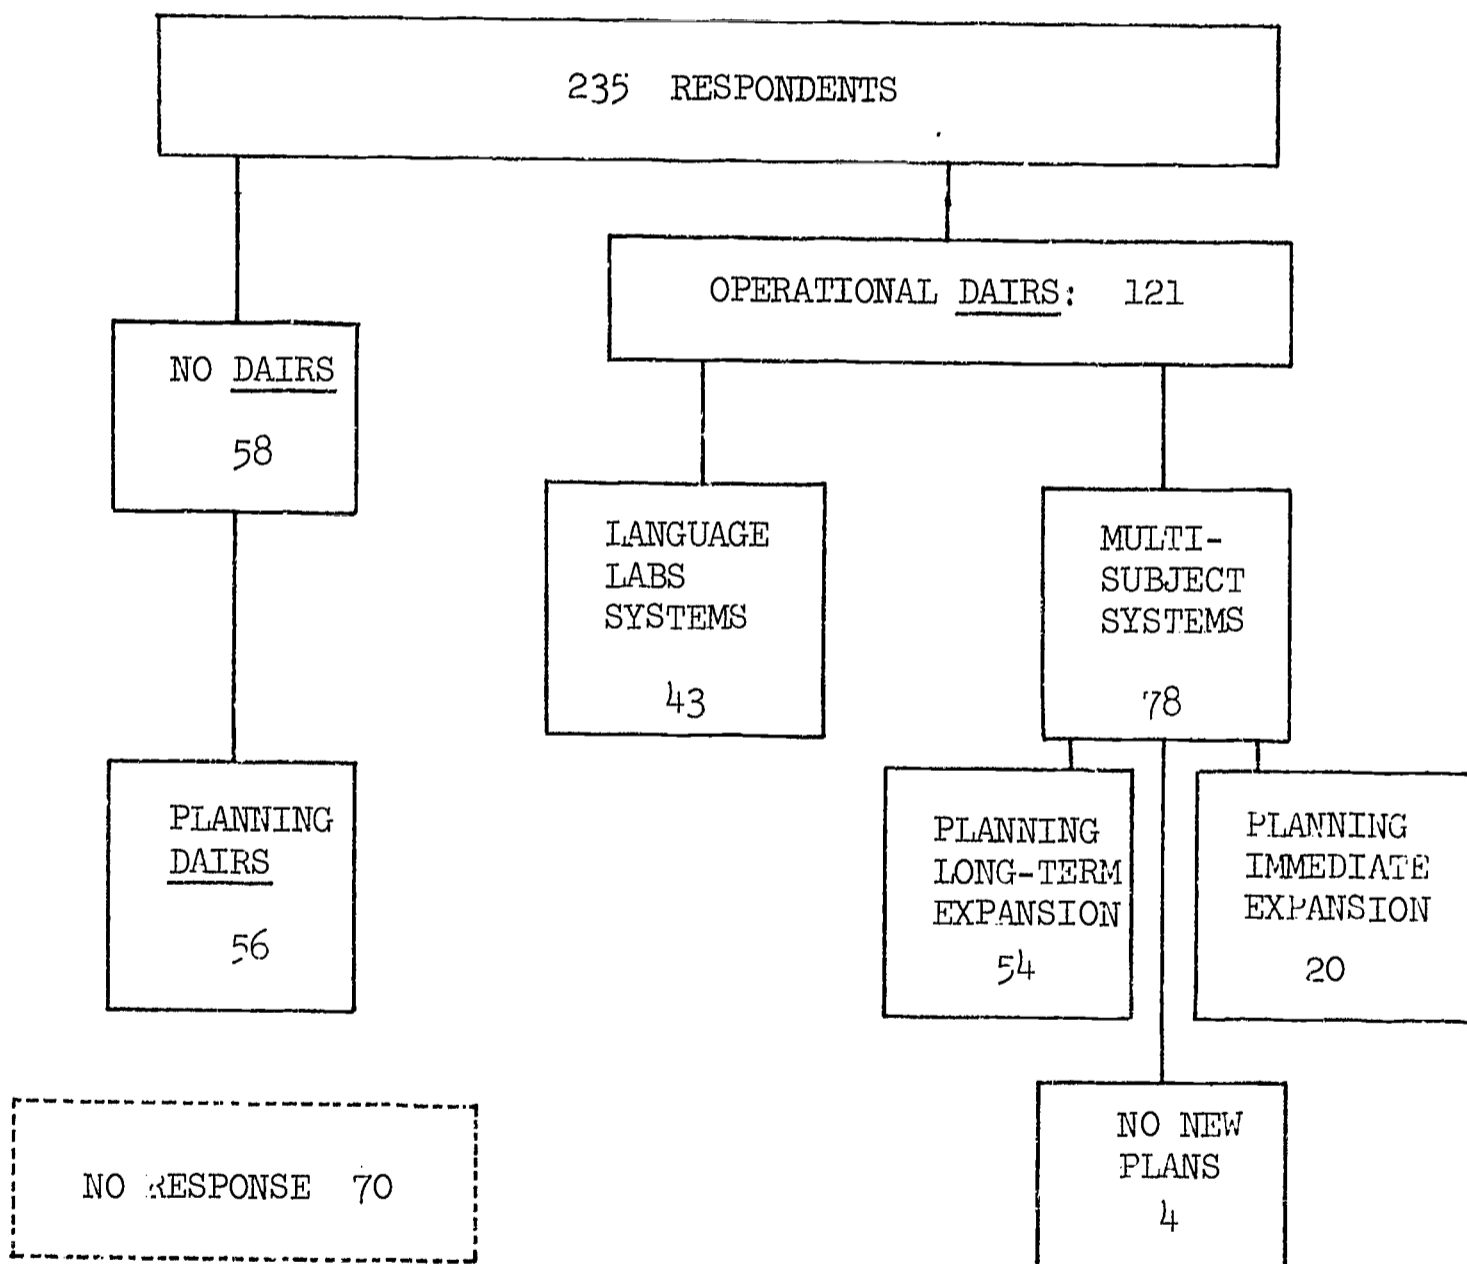 235 RESPONDENTS
OPERATIONAL DAIRS: 121
NO DAIRS
58
LANGUAGE
LABS
SYSTEMS
43
MULTI-
SUBJECT
SYSTEMS
78
PLANNING
DAIRS
56
PLANNING
LONG-TERM
EXPANSION
54
PLANNING
IMMEDIATE
EXPANSION
20
NO NEW
PLANS
4
NO RESPONSE 70